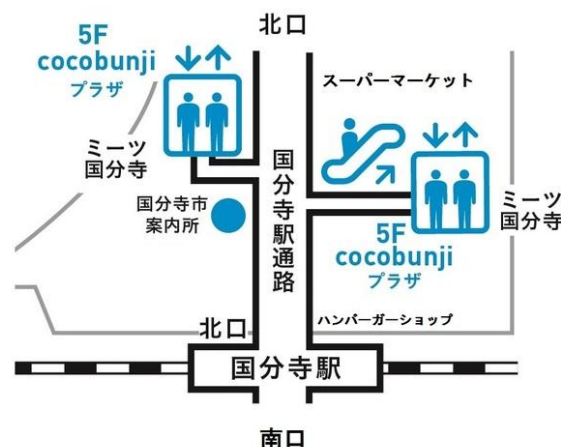 北口
5F
cocobunji
プラザ
スーパーマーケット
ミーツ
国分寺
国分寺市
案内所
国分寺駅通路
ミーツ
国分寺
5F
cocobunji
プラザ
北口
ハンバーガーショップ
国分寺駅
南口